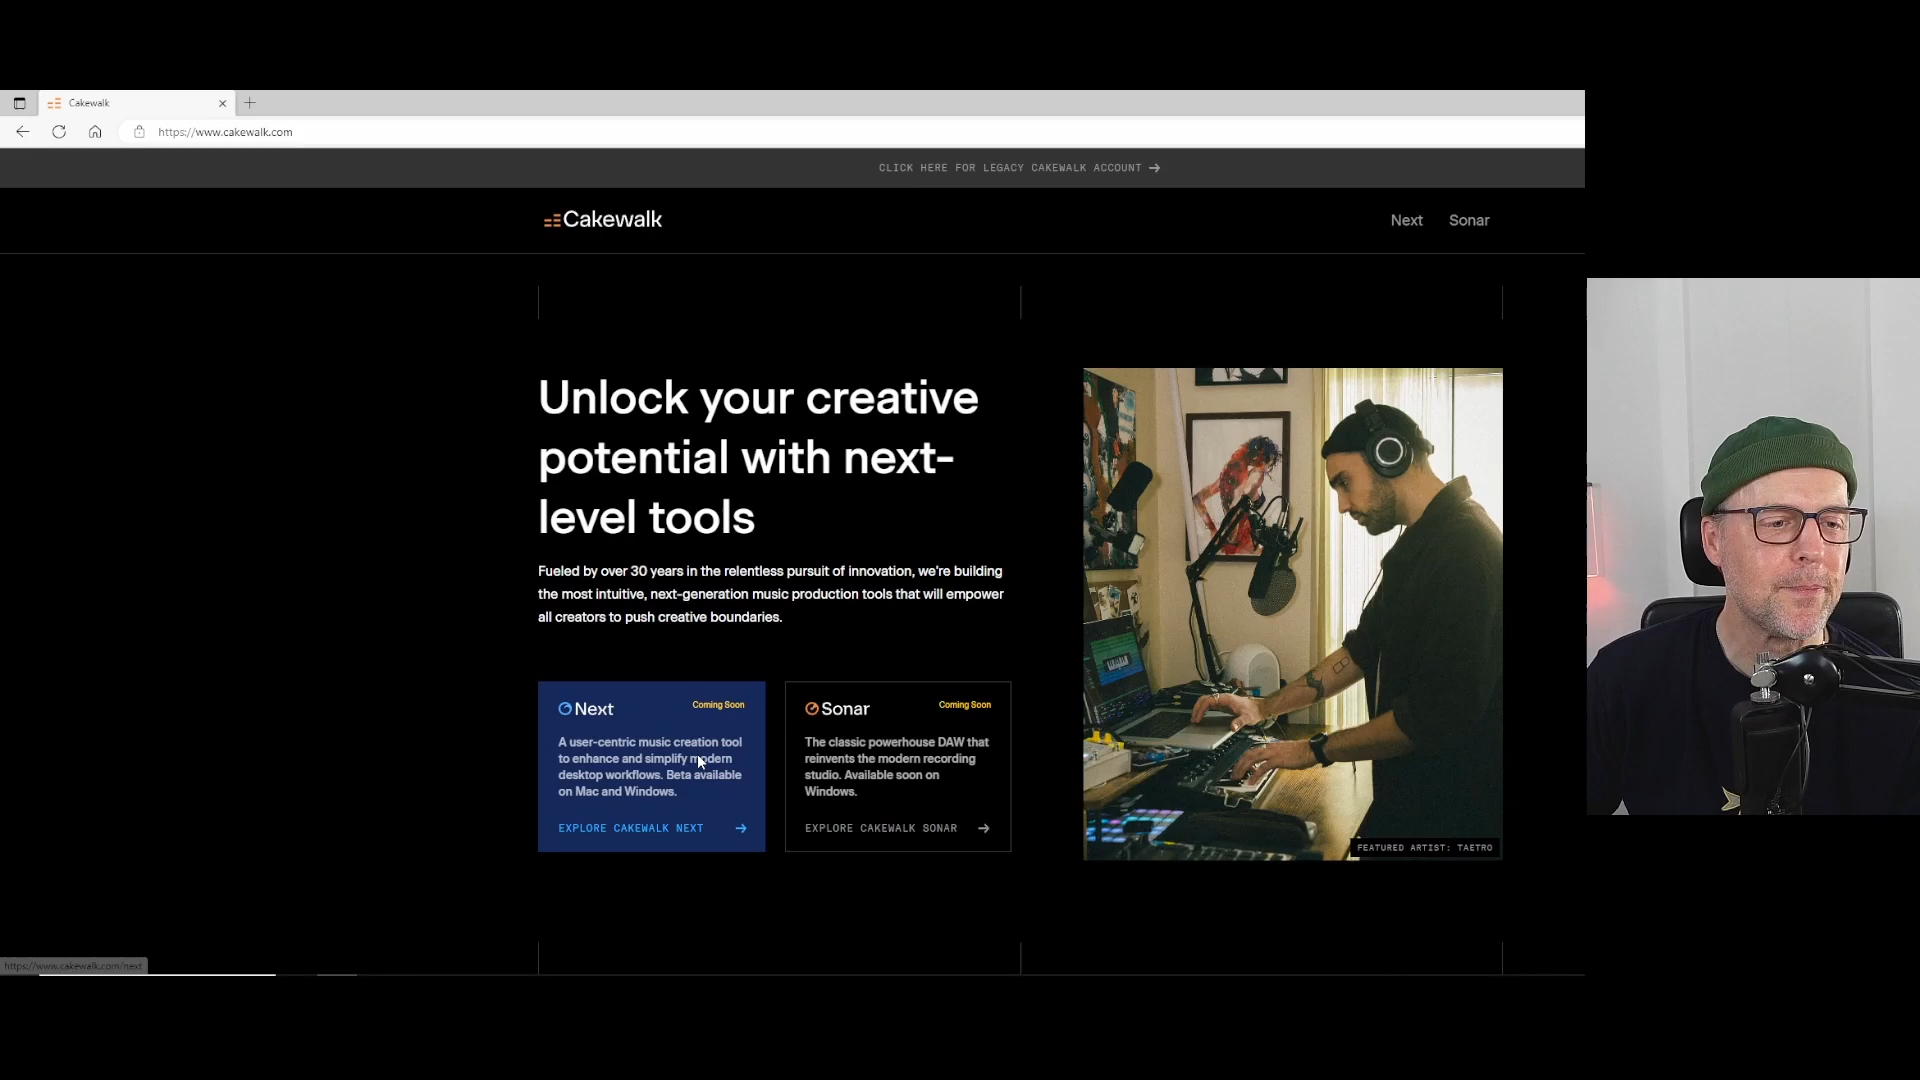 Cakewalk
https://www.cakewalk.com
CLICK HERE FOR LEGACY CAKEWALK ACCOUNT →
Cakewalk
Next
Sonar
Unlock your creative
potential with next-
level tools
Fueled by over 30 years in the relentless pursuit of innovation, we're building
the most intuitive, next-generation music production tools that will empower
all creators to push creative boundaries.
Next
Coming Soon
A user-centric music creation tool
to enhance and simplify modern
desktop workflows. Beta available
on Mac and Windows.
EXPLORE CAKEWALK NEXT →
Sonar
Coming Soon
The classic powerhouse DAW that
reinvents the modern recording
studio. Available soon on
Windows.
EXPLORE CAKEWALK SONAR →
FEATURED ARTIST: TAETRO
https://www.cakewalk.com/next